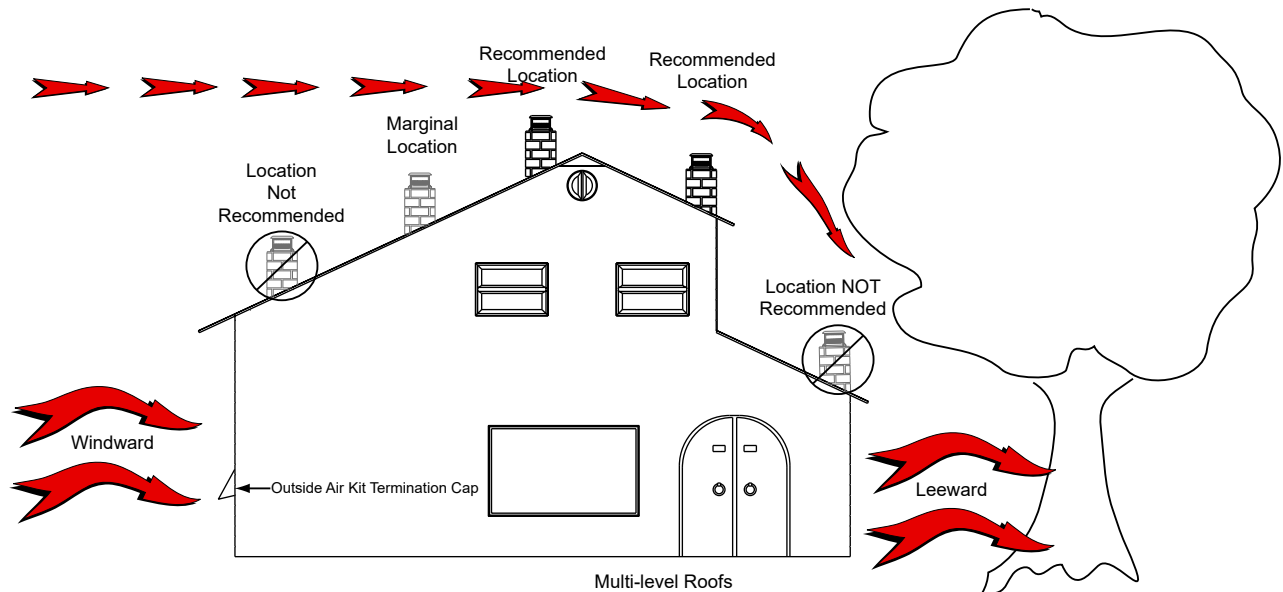 Recommended
Location
Recommended
Location
Marginal
Location
Location
Not
Recommended
Location NOT
Recommended
Windward
Outside Air Kit Termination Cap
Leeward
Multi-level Roofs